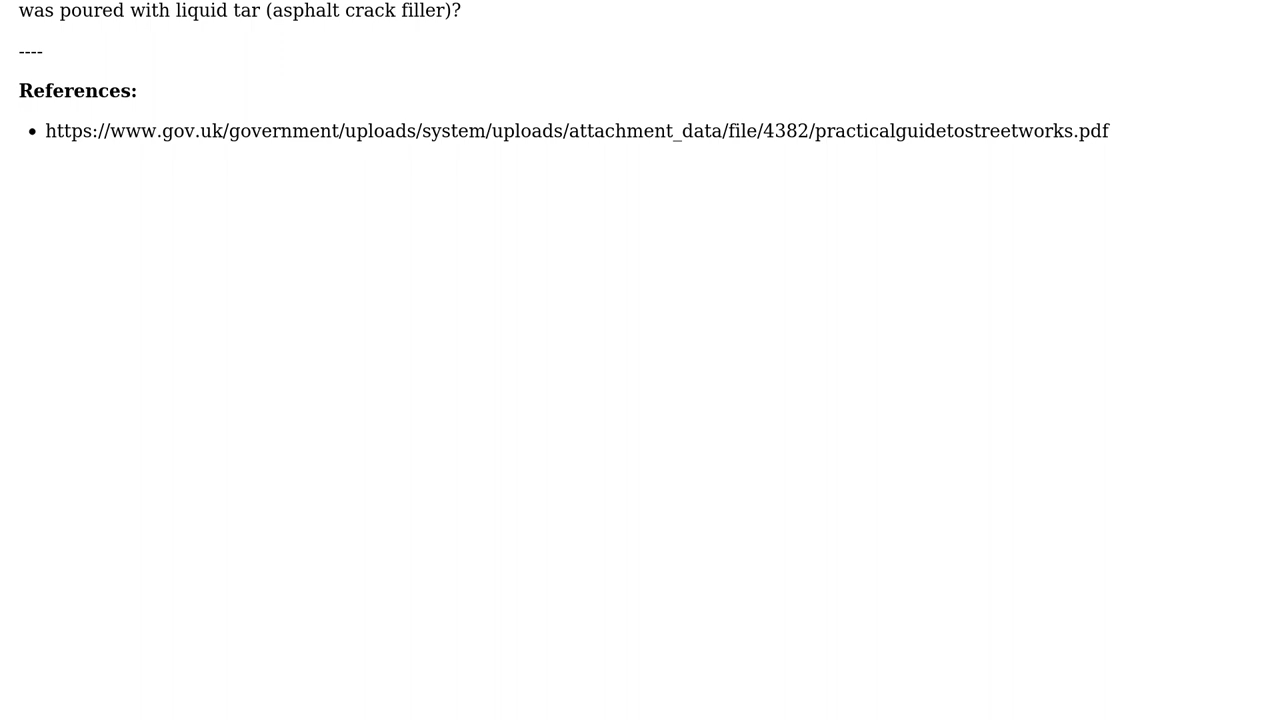 was poured with liquid tar (asphalt crack filler)?
----
References:
• https://www.gov.uk/government/uploads/system/uploads/attachment_data/file/4382/practicalguidetostreetworks.pdf